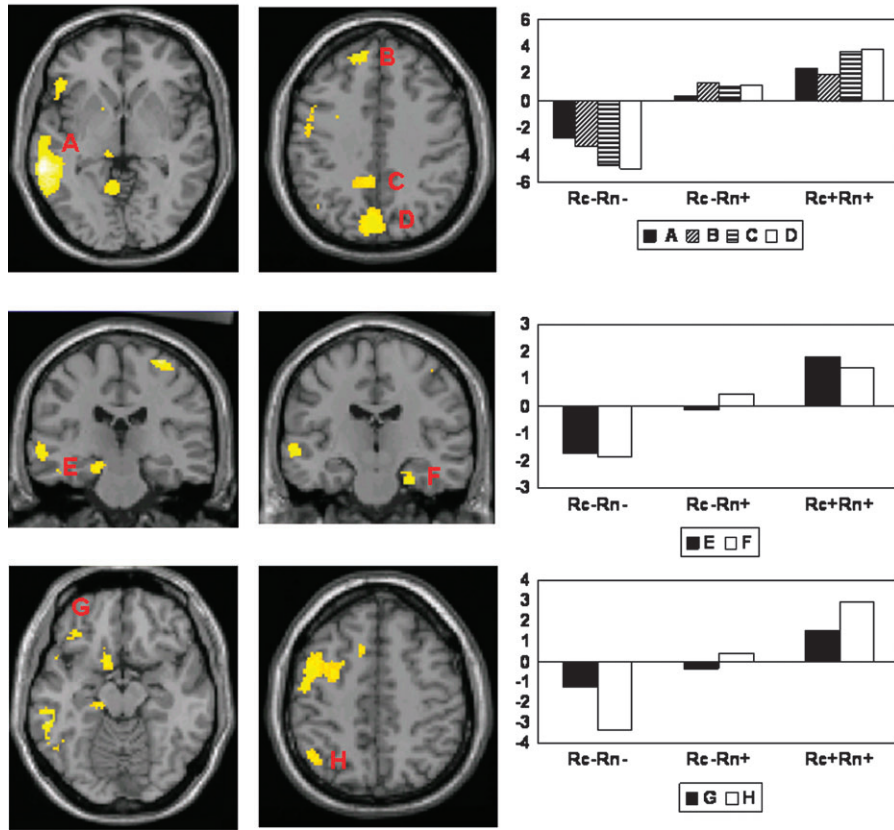 A
B
C
D
6
4
2
0
-2
-4
-6
Rc-Rn-
Rc-Rn+
Rc+Rn+
A B C D
E
F
3
2
1
0
-1
-2
-3
Rc-Rn-
Rc-Rn+
Rc+Rn+
E F
G
H
4
3
2
1
0
-1
-2
-3
-4
Rc-Rn-
Rc-Rn+
Rc+Rn+
G H